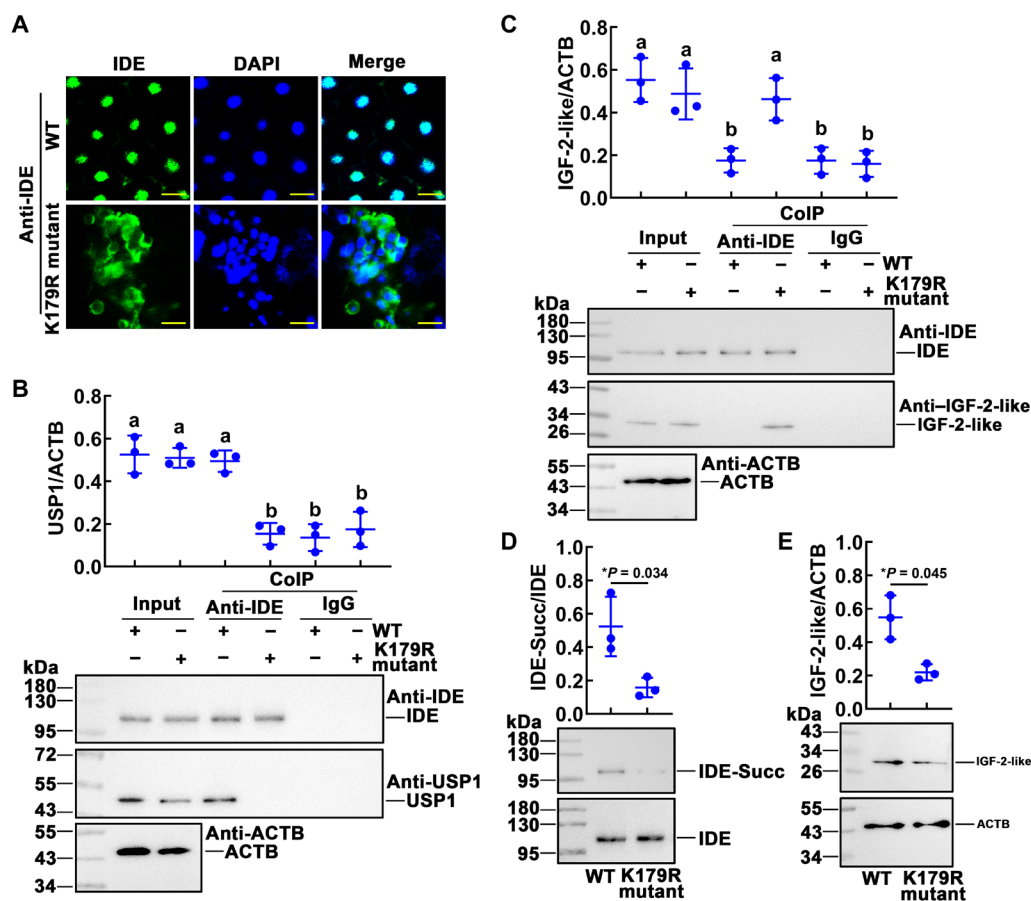 A
IDE
DAPI
Merge
Anti-IDE
WT
K179R mutant
B
USP1/ACTB
0.8
0.6
0.4
0.2
0.0
a
a
a
b
b
b
CoIP
Input
Anti-IDE
IgG
+ − + − + − WT
− + − + − + K179R
mutant
kDa
180
130
95
Anti-IDE
IDE
72
55
43
Anti-USP1
USP1
55
43
34
Anti-ACTB
ACTB
C
IGF-2-like/ACTB
0.8
0.6
0.4
0.2
0.0
a
a
b
a
b
b
CoIP
Input
Anti-IDE
IgG
+ − + − + − WT
− + − + − + K179R
mutant
kDa
180
130
95
Anti-IDE
IDE
43
34
26
Anti–IGF-2-like
IGF-2-like
55
43
34
Anti-ACTB
ACTB
D
IDE-Succ/IDE
1.0
0.8
0.6
0.4
0.2
0.0
*P = 0.034
kDa
180
130
95
IDE-Succ
180
130
95
IDE
WT K179R
mutant
E
IGF-2-like/ACTB
1.0
0.8
0.6
0.4
0.2
0.0
*P = 0.045
kDa
43
34
26
IGF-2-like
55
43
34
ACTB
WT K179R
mutant